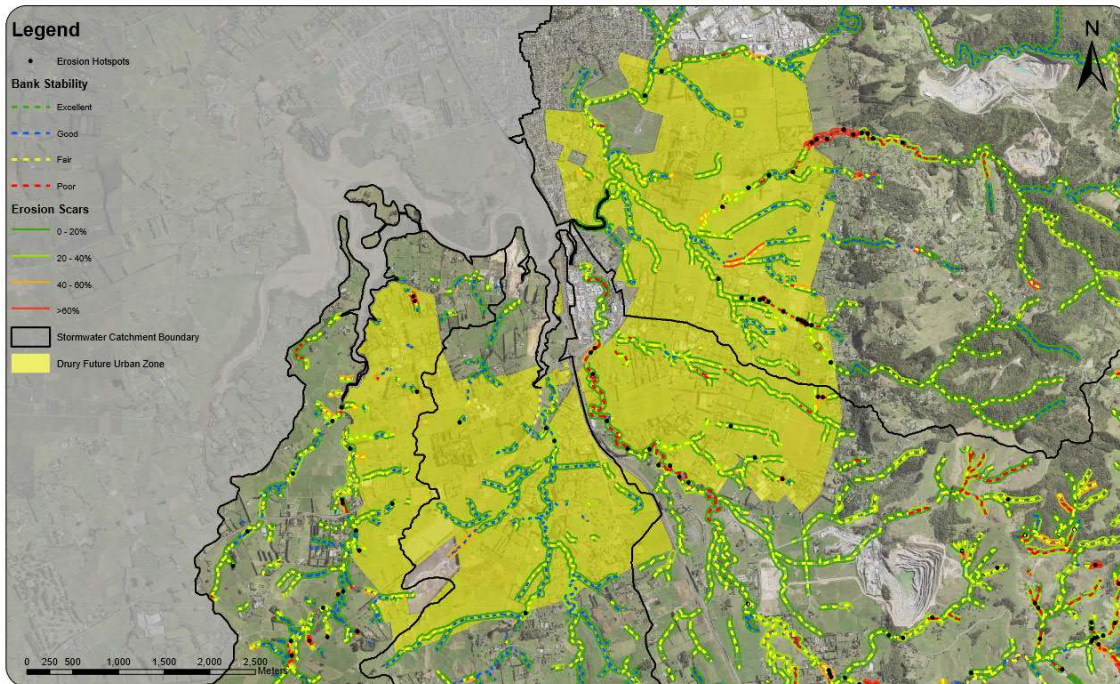 Legend
Erosion Hotspots
Bank Stability
Excellent
Good
Fair
Poor
Erosion Scars
0 - 20%
20 - 40%
40 - 60%
>60%
Stormwater Catchment Boundary
Drury Future Urban Zone
N
0 250 500 1,000 1,500 2,000 2,500
Meters